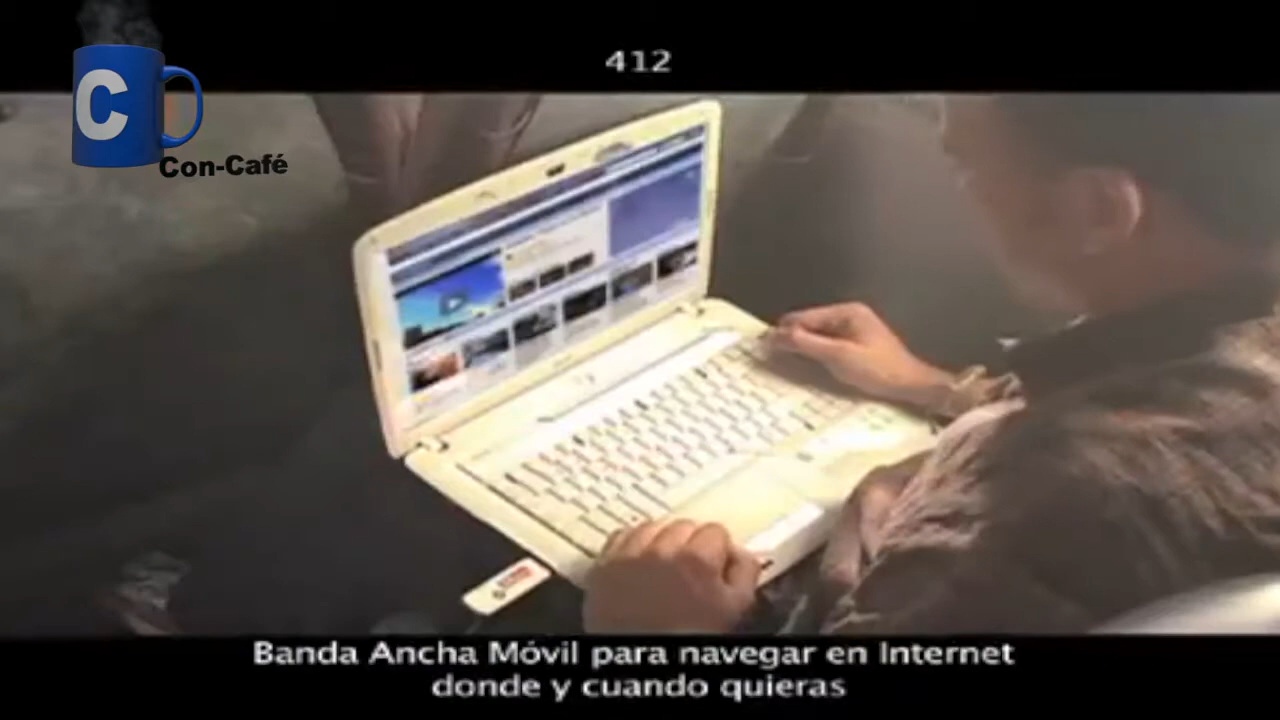 412
C
Con-Café
Banda Ancha Móvil para navegar en Internet
donde y cuando quieras